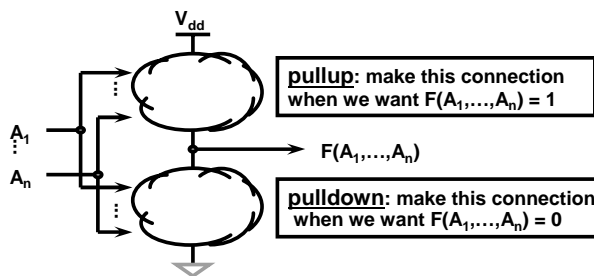 V_dd
pullup: make this connection
when we want F(A_1,...,A_n) = 1
A_1
...
A_n
...
...
F(A_1,...,A_n)
pulldown: make this connection
when we want F(A_1,...,A_n) = 0